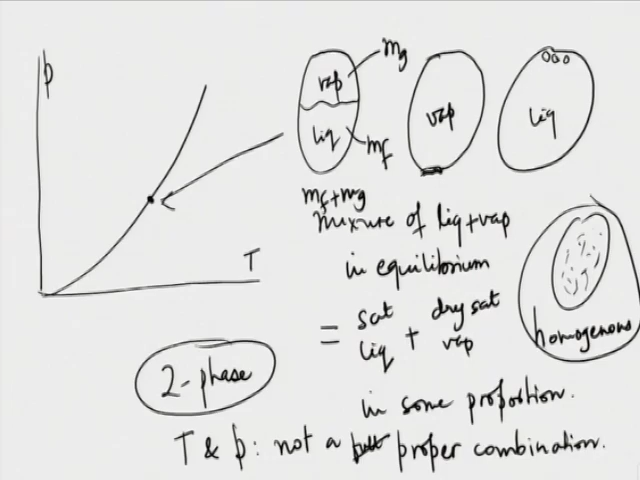 p
T
vap
mg
liq
mf
mf+mg
vap
liq
mixture of liq+vap
in equilibrium
= sat liq + dry sat vap
homogenous
in some proportion.
2-phase
T & p: not a proper combination.